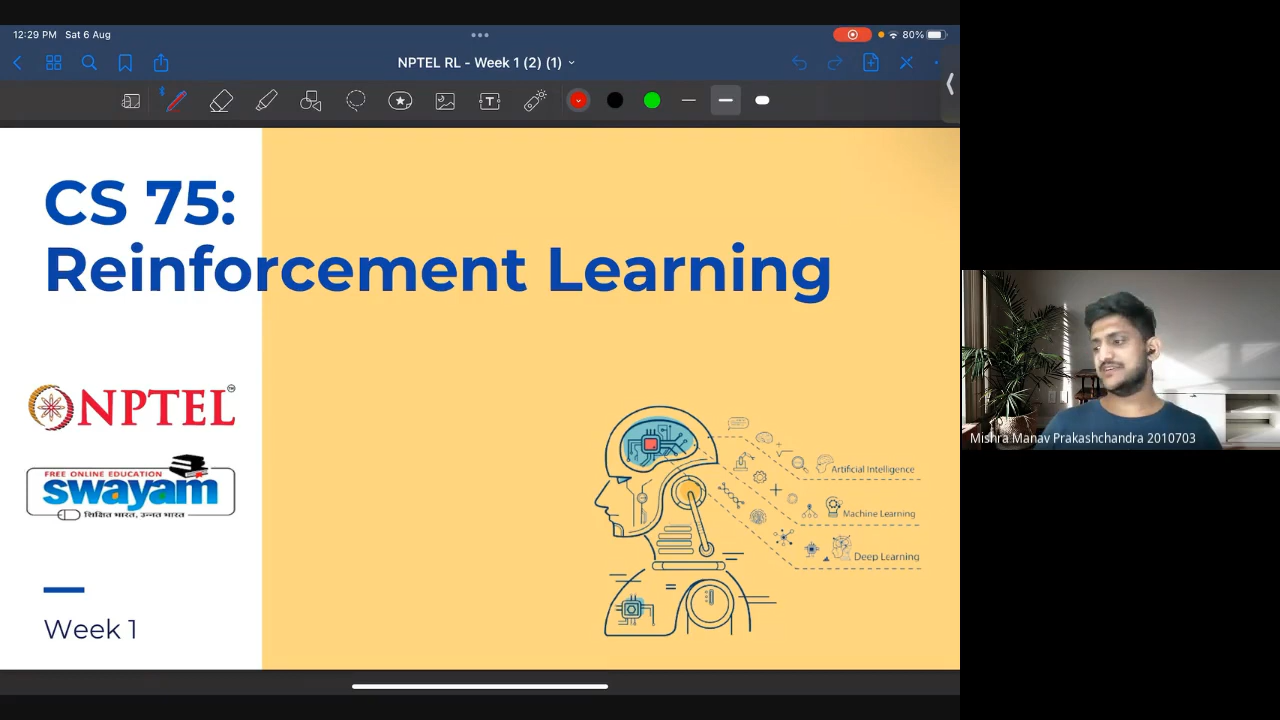 12:29 PM Sat 6 Aug
80%
NPTEL RL - Week 1 (2) (1)
T
CS 75:
Reinforcement Learning
NPTEL
TM
FREE ONLINE EDUCATION
swayam
शिक्षित भारत, उन्नत भारत
Week 1
Artificial Intelligence
Machine Learning
Deep Learning
Mishra Manav Prakashchandra 2010703